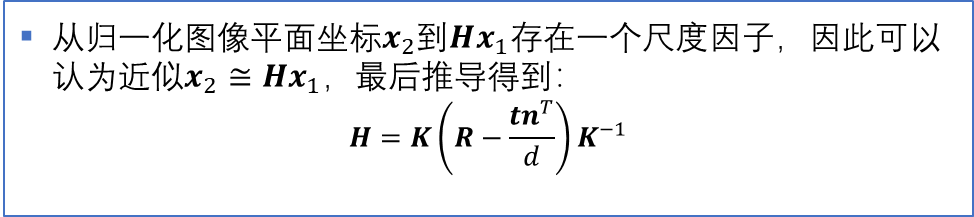 ▪ 从归一化图像平面坐标𝒙₂到𝑯𝒙₁存在一个尺度因子，因此可以
认为近似𝒙₂ ≅ 𝑯𝒙₁，最后推导得到：
𝑯 = 𝑲(𝑹 − 𝒕𝒏ᵀ/d)𝑲⁻¹